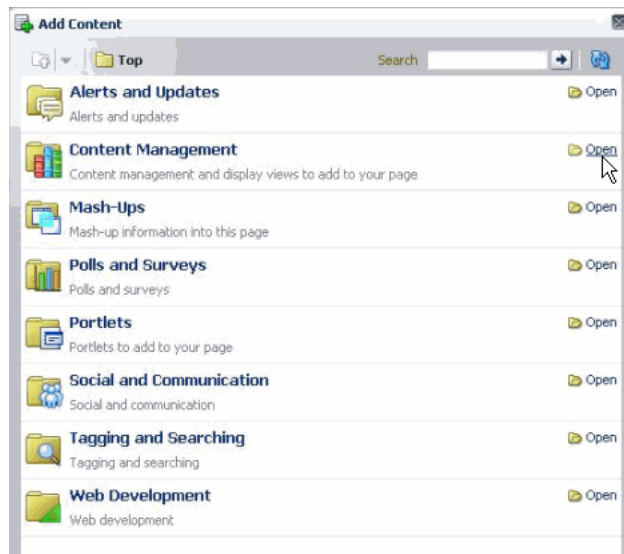 Add Content
Top Search
Alerts and Updates Open
Alerts and updates
Content Management Open
Content management and display views to add to your page
Mash-Ups Open
Mash-up information into this page
Polls and Surveys Open
Polls and surveys
Portlets Open
Portlets to add to your page
Social and Communication Open
Social and communication
Tagging and Searching Open
Tagging and searching
Web Development Open
Web development